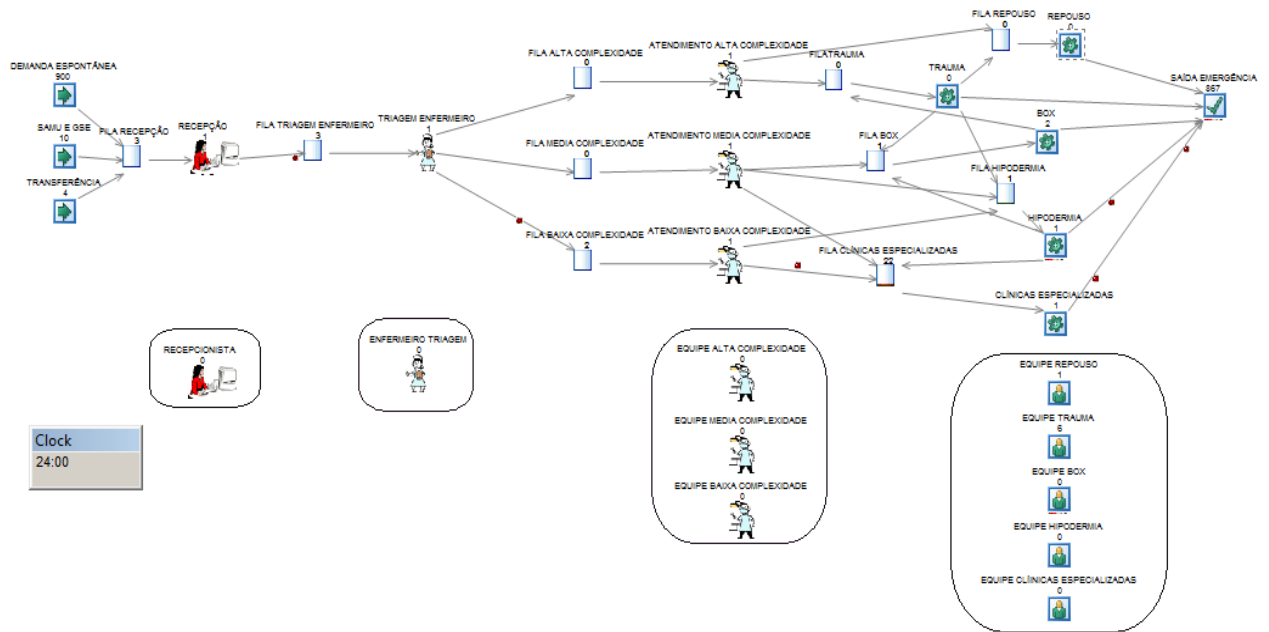 DEMANDA ESPONTÂNEA
900
SAMU E GSE
10
TRANSFERÊNCIA
4
FILA RECEPÇÃO
3
RECEPÇÃO
1
FILA TRIAGEM ENFERMEIRO
3
TRIAGEM ENFERMEIRO
1
FILA ALTA COMPLEXIDADE
0
FILA MEDIA COMPLEXIDADE
0
FILA BAIXA COMPLEXIDADE
2
ATENDIMENTO ALTA COMPLEXIDADE
1
ATENDIMENTO MEDIA COMPLEXIDADE
1
ATENDIMENTO BAIXA COMPLEXIDADE
1
FILATRAUMA
0
FILA BOX
1
FILA CLÍNICAS ESPECIALIZADAS
22
TRAUMA
0
FILA REPOUSO
0
REPOUSO
0
BOX
2
FILA HIPODERMIA
1
HIPODERMIA
1
CLÍNICAS ESPECIALIZADAS
1
SAÍDA EMERGÊNCIA
867
RECEPCIONISTA
0
ENFERMEIRO TRIAGEM
0
EQUIPE ALTA COMPLEXIDADE
0
EQUIPE MEDIA COMPLEXIDADE
0
EQUIPE BAIXA COMPLEXIDADE
0
EQUIPE REPOUSO
1
EQUIPE TRAUMA
6
EQUIPE BOX
0
EQUIPE HIPODERMIA
0
EQUIPE CLÍINICAS ESPECIALIZADAS
0
Clock
24:00